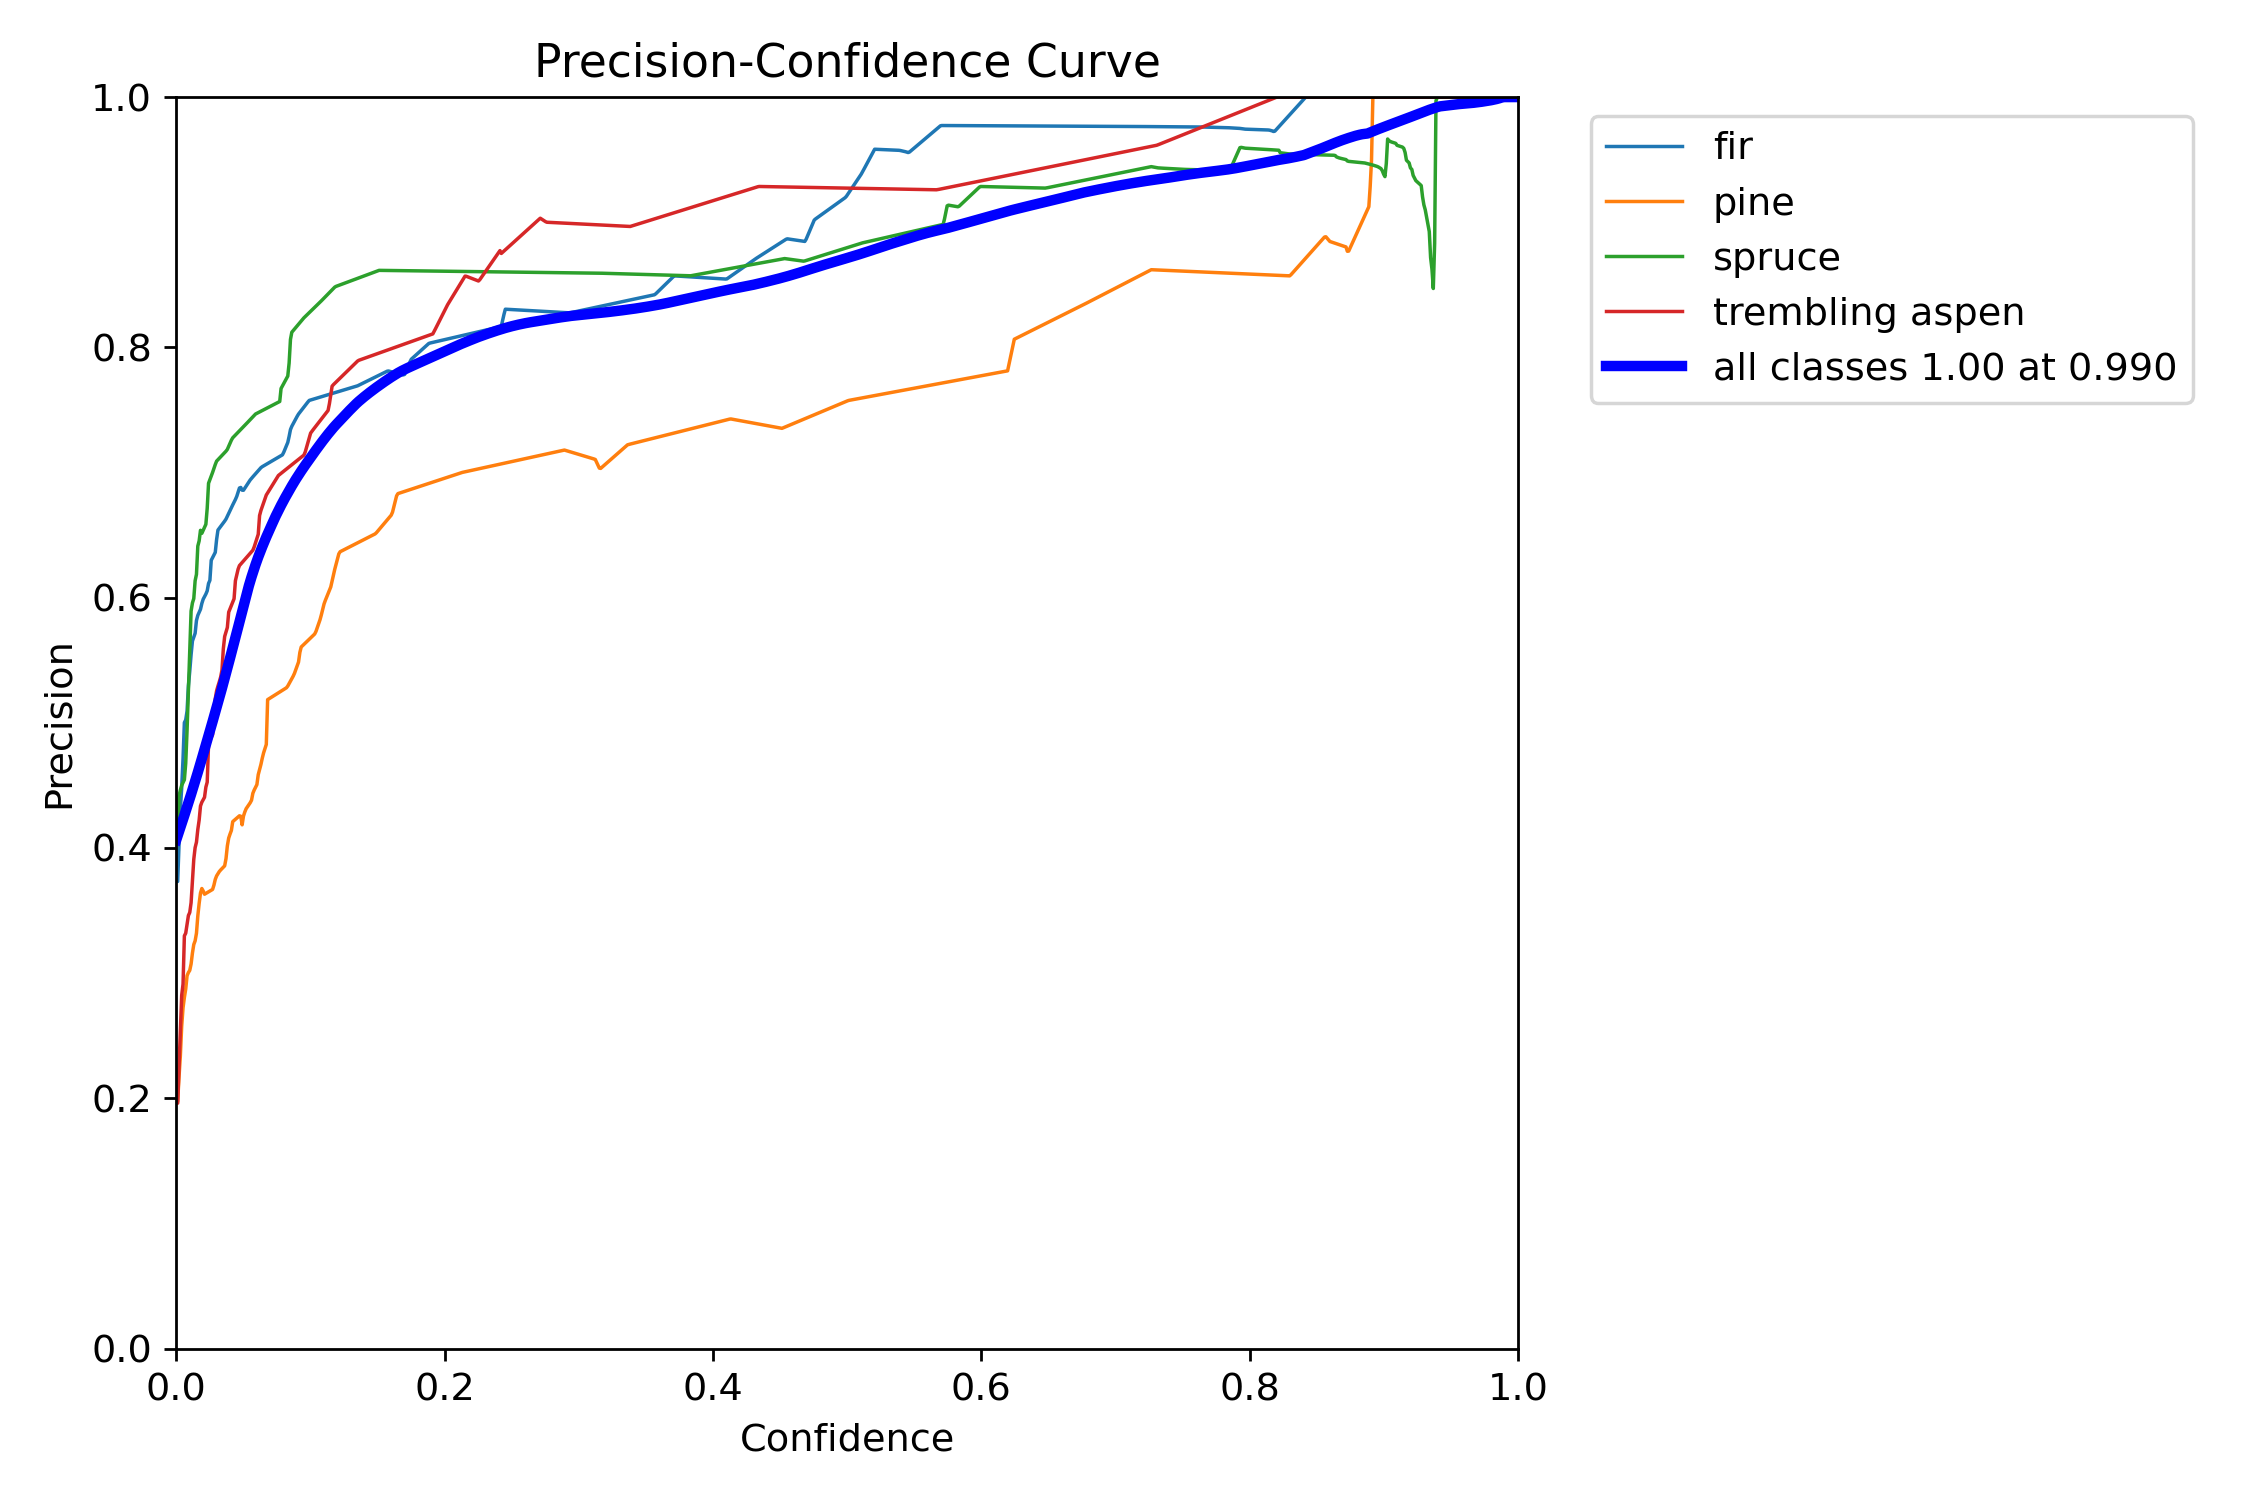 Precision-Confidence Curve
1.0
0.8
0.6
0.4
0.2
0.0
Precision
0.0 0.2 0.4 0.6 0.8 1.0
Confidence
fir
pine
spruce
trembling aspen
all classes 1.00 at 0.990